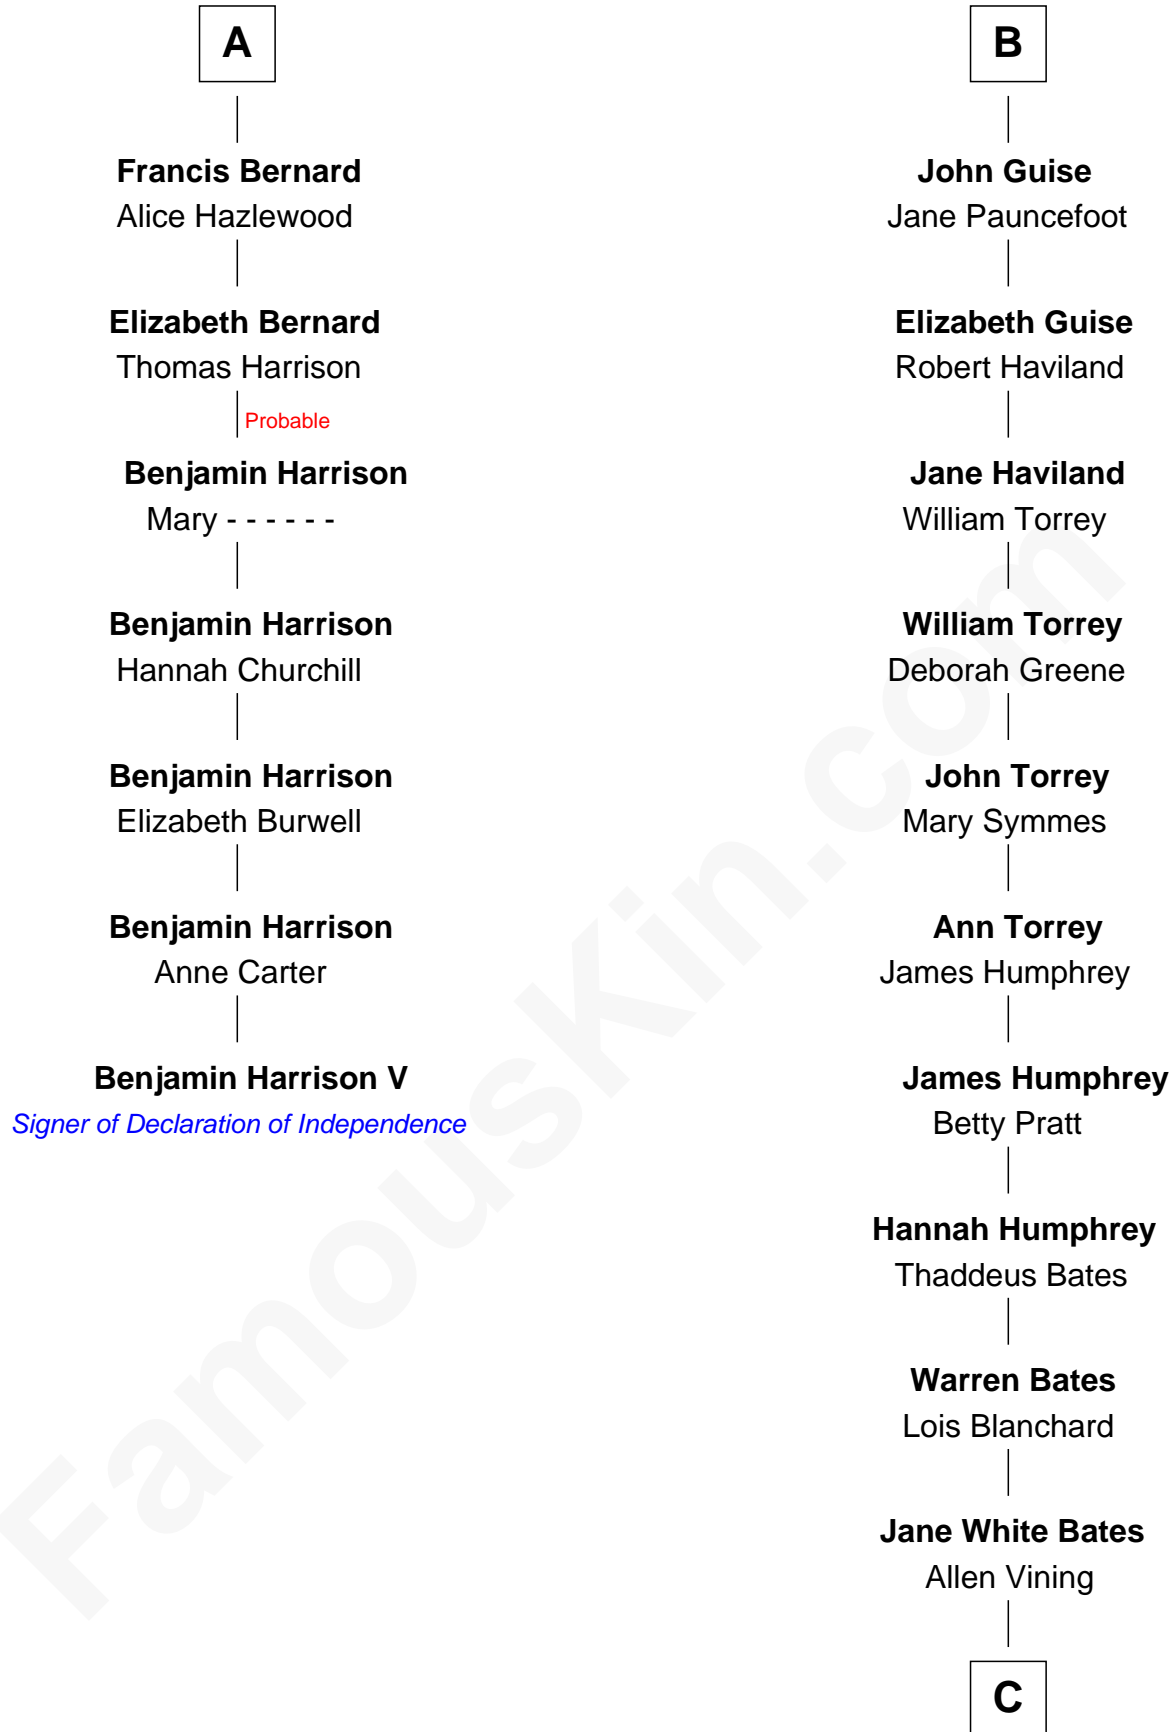 A
Francis Bernard
Alice Hazlewood
Elizabeth Bernard
Thomas Harrison
Probable
Benjamin Harrison
Mary - - - - - -
Benjamin Harrison
Hannah Churchill
Benjamin Harrison
Elizabeth Burwell
Benjamin Harrison
Anne Carter
Benjamin Harrison V
Signer of Declaration of Independence
B
John Guise
Jane Pauncefoot
Elizabeth Guise
Robert Haviland
Jane Haviland
William Torrey
William Torrey
Deborah Greene
John Torrey
Mary Symmes
Ann Torrey
James Humphrey
James Humphrey
Betty Pratt
Hannah Humphrey
Thaddeus Bates
Warren Bates
Lois Blanchard
Jane White Bates
Allen Vining
C
FamousKin.com